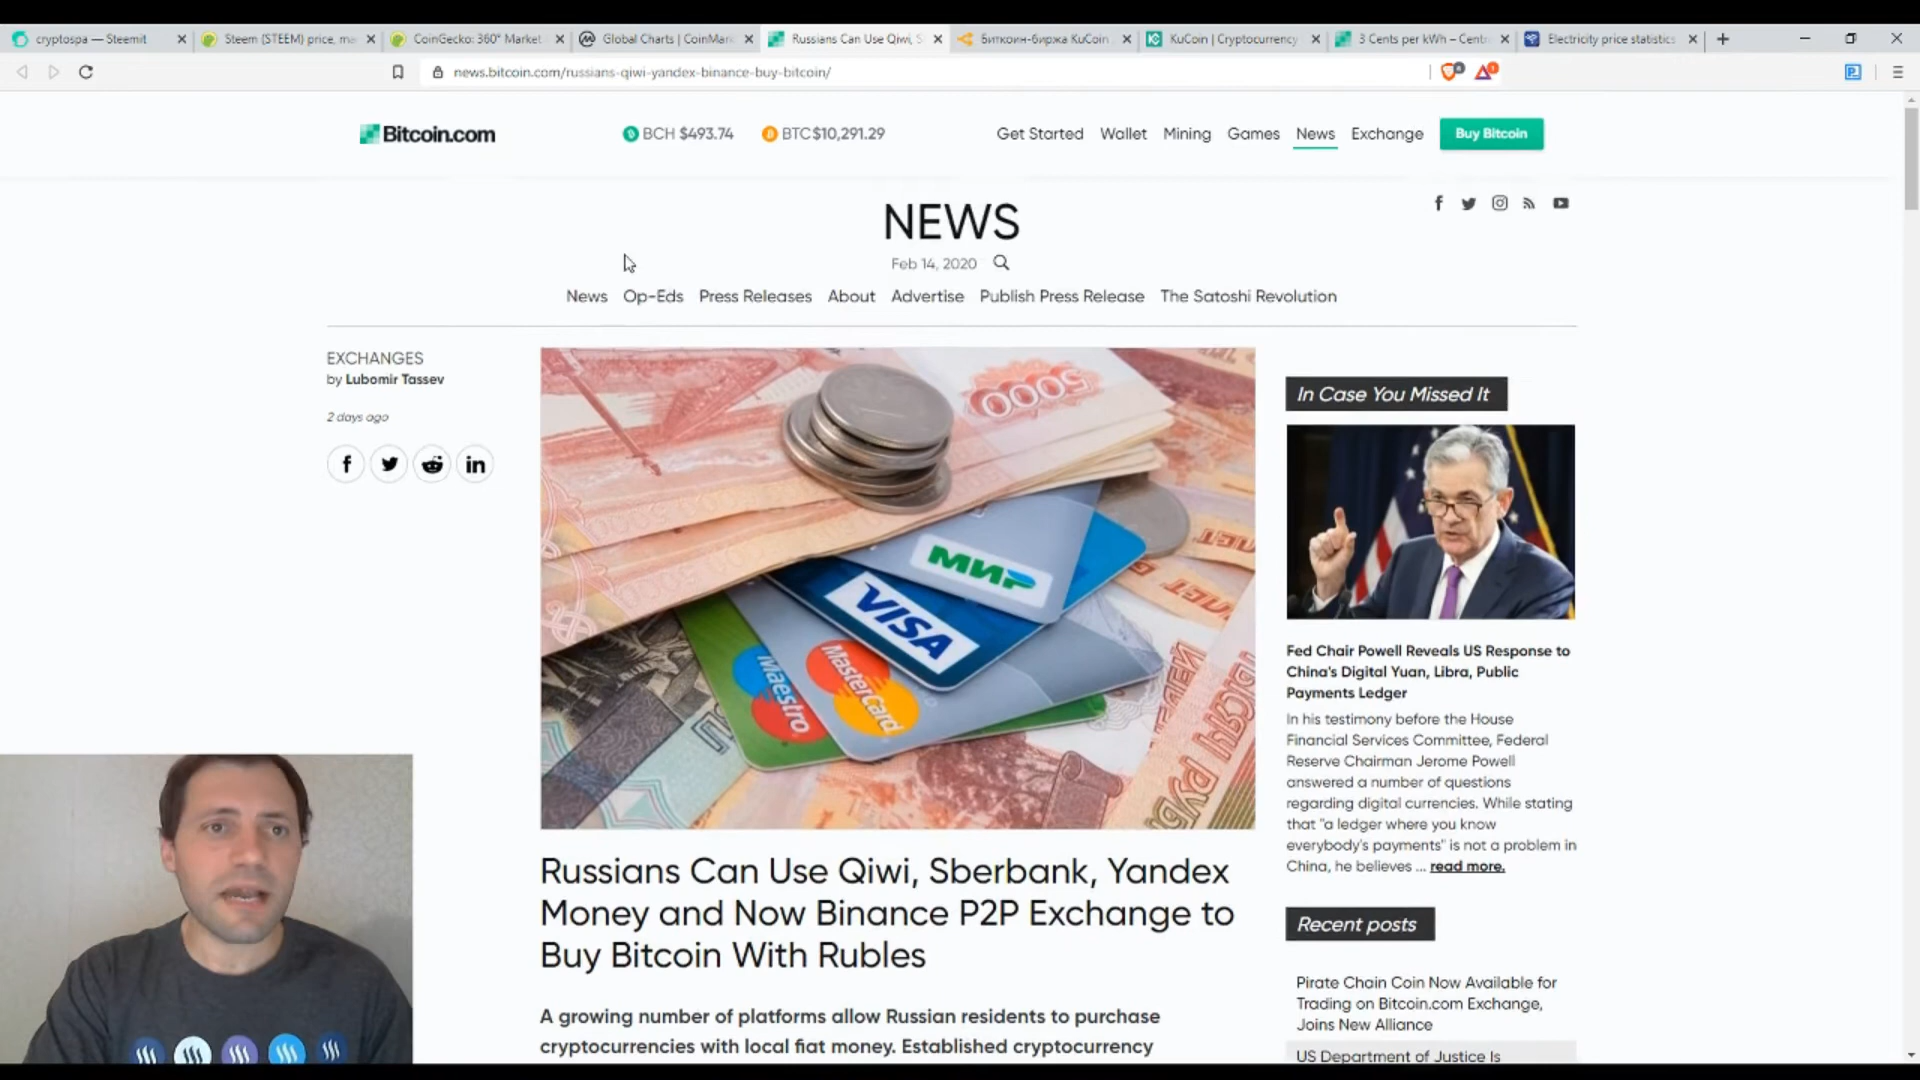 cryptospa — Steemit
Steem (STEEM) price, ma
CoinGecko: 360° Market
Global Charts | CoinMark
Russians Can Use Qiwi, S
биткоин-биржа KuCoin
KuCoin | Cryptocurrency
3 Cents per kWh – Centr
Electricity price statistics
news.bitcoin.com/russians-qiwi-yandex-binance-buy-bitcoin/
Bitcoin.com
BCH $493.74
BTC $10,291.29
Get Started
Wallet
Mining
Games
News
Exchange
Buy Bitcoin
NEWS
Feb 14, 2020
News
Op-Eds
Press Releases
About
Advertise
Publish Press Release
The Satoshi Revolution
EXCHANGES
by Lubomir Tassev
2 days ago
5000
МИР
VISA
MasterCard
Maestro
In Case You Missed It
Fed Chair Powell Reveals US Response to
China's Digital Yuan, Libra, Public
Payments Ledger
In his testimony before the House
Financial Services Committee, Federal
Reserve Chairman Jerome Powell
answered a number of questions
regarding digital currencies. While stating
that "a ledger where you know
everybody's payments" is not a problem in
China, he believes ... read more.
Russians Can Use Qiwi, Sberbank, Yandex
Money and Now Binance P2P Exchange to
Buy Bitcoin With Rubles
A growing number of platforms allow Russian residents to purchase
cryptocurrencies with local fiat money. Established cryptocurrency
Recent posts
Pirate Chain Coin Now Available for
Trading on Bitcoin.com Exchange,
Joins New Alliance
US Department of Justice Is